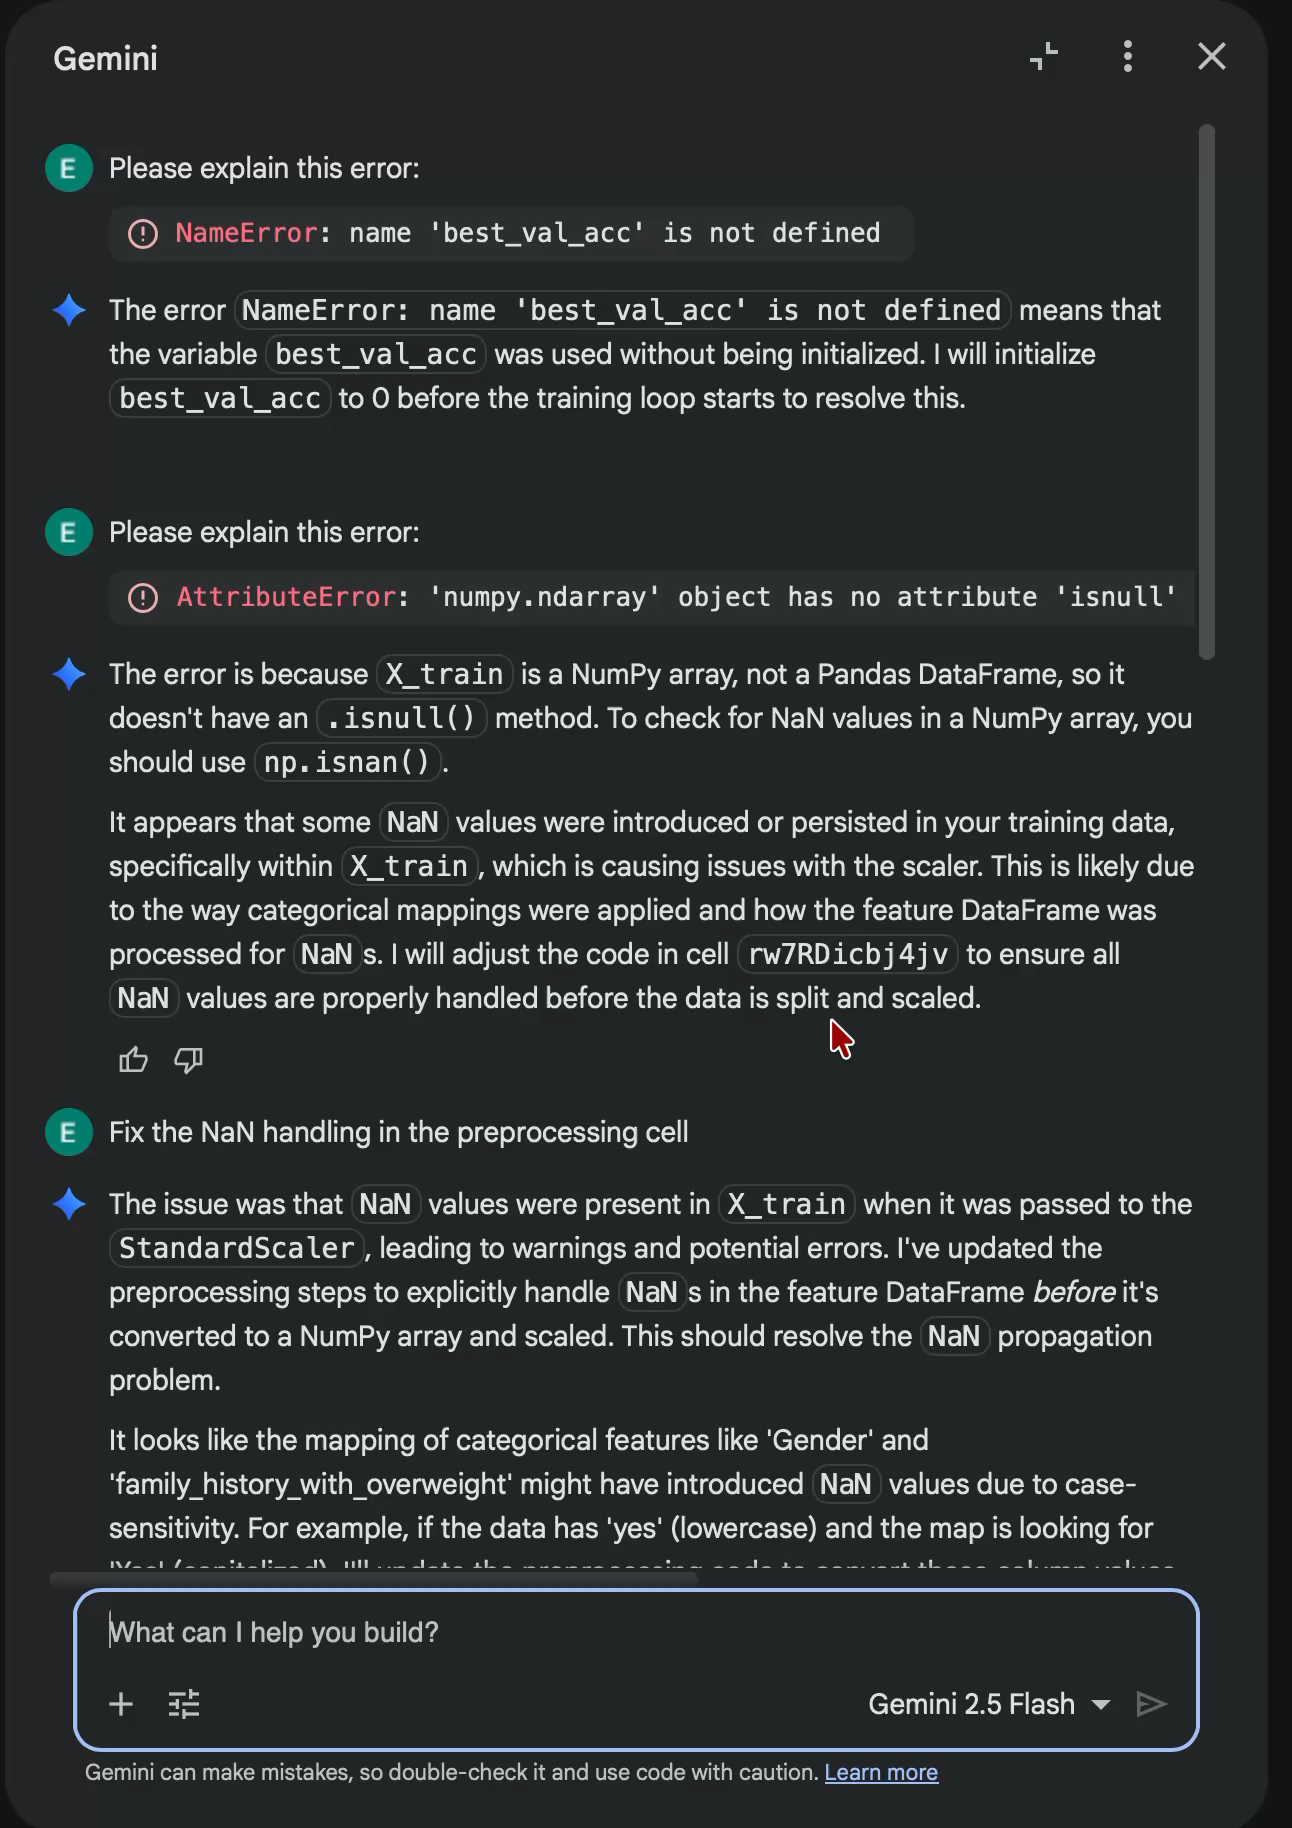 Gemini
E
Please explain this error:
NameError: name 'best_val_acc' is not defined
The error NameError: name 'best_val_acc' is not defined means that
the variable best_val_acc was used without being initialized. I will initialize
best_val_acc to 0 before the training loop starts to resolve this.
E
Please explain this error:
AttributeError: 'numpy.ndarray' object has no attribute 'isnull'
The error is because X_train is a NumPy array, not a Pandas DataFrame, so it
doesn't have an .isnull() method. To check for NaN values in a NumPy array, you
should use np.isnan().
It appears that some NaN values were introduced or persisted in your training data,
specifically within X_train, which is causing issues with the scaler. This is likely due
to the way categorical mappings were applied and how the feature DataFrame was
processed for NaNs. I will adjust the code in cell rw7RDicbj4jv to ensure all
NaN values are properly handled before the data is split and scaled.
E
Fix the NaN handling in the preprocessing cell
The issue was that NaN values were present in X_train when it was passed to the
StandardScaler, leading to warnings and potential errors. I've updated the
preprocessing steps to explicitly handle NaNs in the feature DataFrame before it's
converted to a NumPy array and scaled. This should resolve the NaN propagation
problem.
It looks like the mapping of categorical features like 'Gender' and
'family_history_with_overweight' might have introduced NaN values due to case-
sensitivity. For example, if the data has 'yes' (lowercase) and the map is looking for
'Yes' (capitalized). I'll update the preprocessing code to convert these column values
What can I help you build?
Gemini 2.5 Flash
Gemini can make mistakes, so double-check it and use code with caution. Learn more